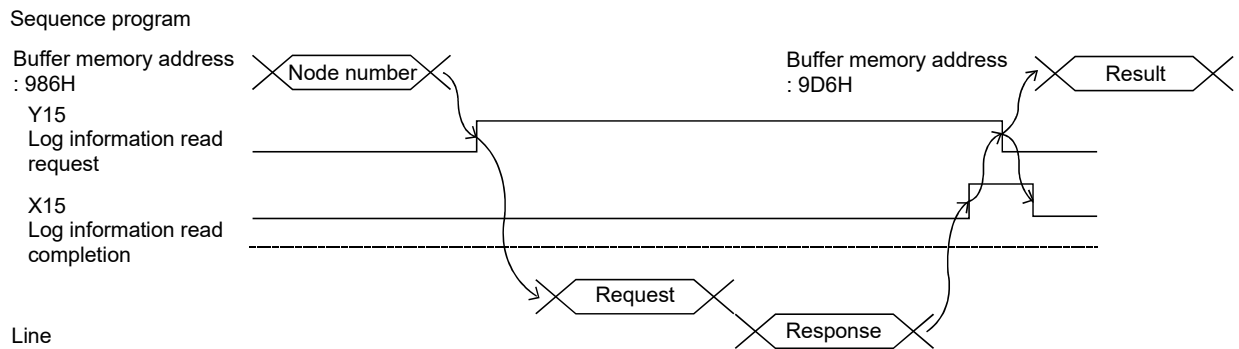 Sequence program
Buffer memory address
: 986H
Node number
Buffer memory address
: 9D6H
Result
Y15
Log information read
request
X15
Log information read
completion
Request
Response
Line